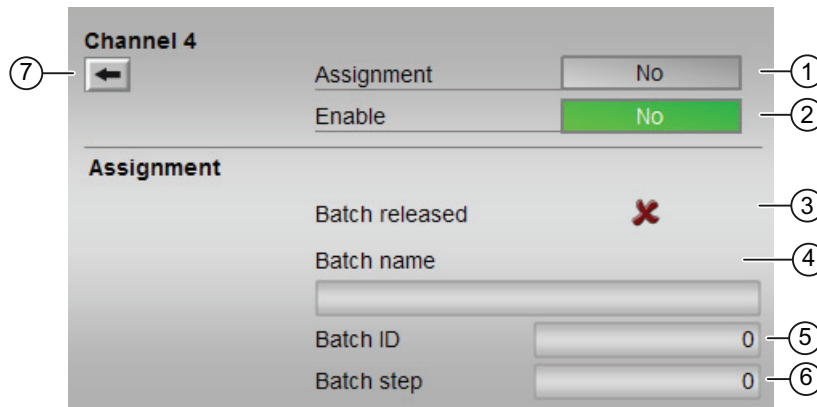 Channel 4
7
Assignment No 1
Enable No 2
Assignment
Batch released 3
Batch name 4
Batch ID 0 5
Batch step 0 6